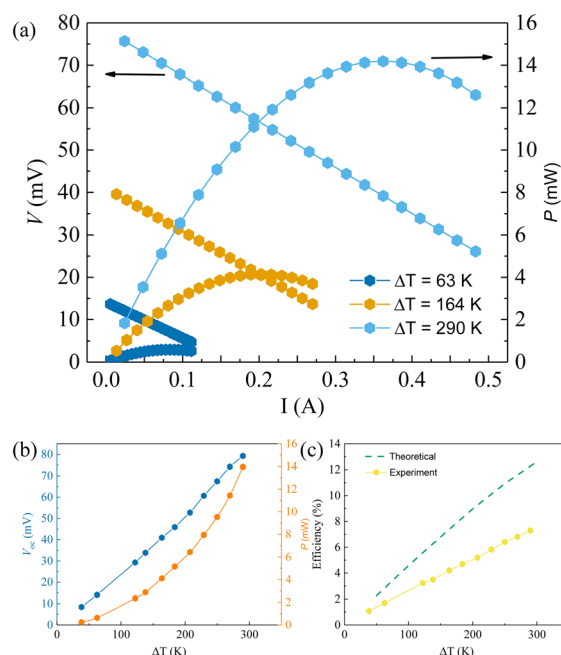 (a)
80
70
60
50
40
30
20
10
0
V (mV)
16
14
12
10
8
6
4
2
0
P (mW)
ΔT = 63 K
ΔT = 164 K
ΔT = 290 K
0.0 0.1 0.2 0.3 0.4 0.5
I (A)
(b)
80
70
60
50
40
30
20
10
0
Voc (mV)
16
14
12
10
8
6
4
2
0
P (mW)
0 100 200 300
ΔT (K)
(c)
14
12
10
8
6
4
2
0
Efficiency (%)
Theoretical
Experiment
0 100 200 300
ΔT (K)